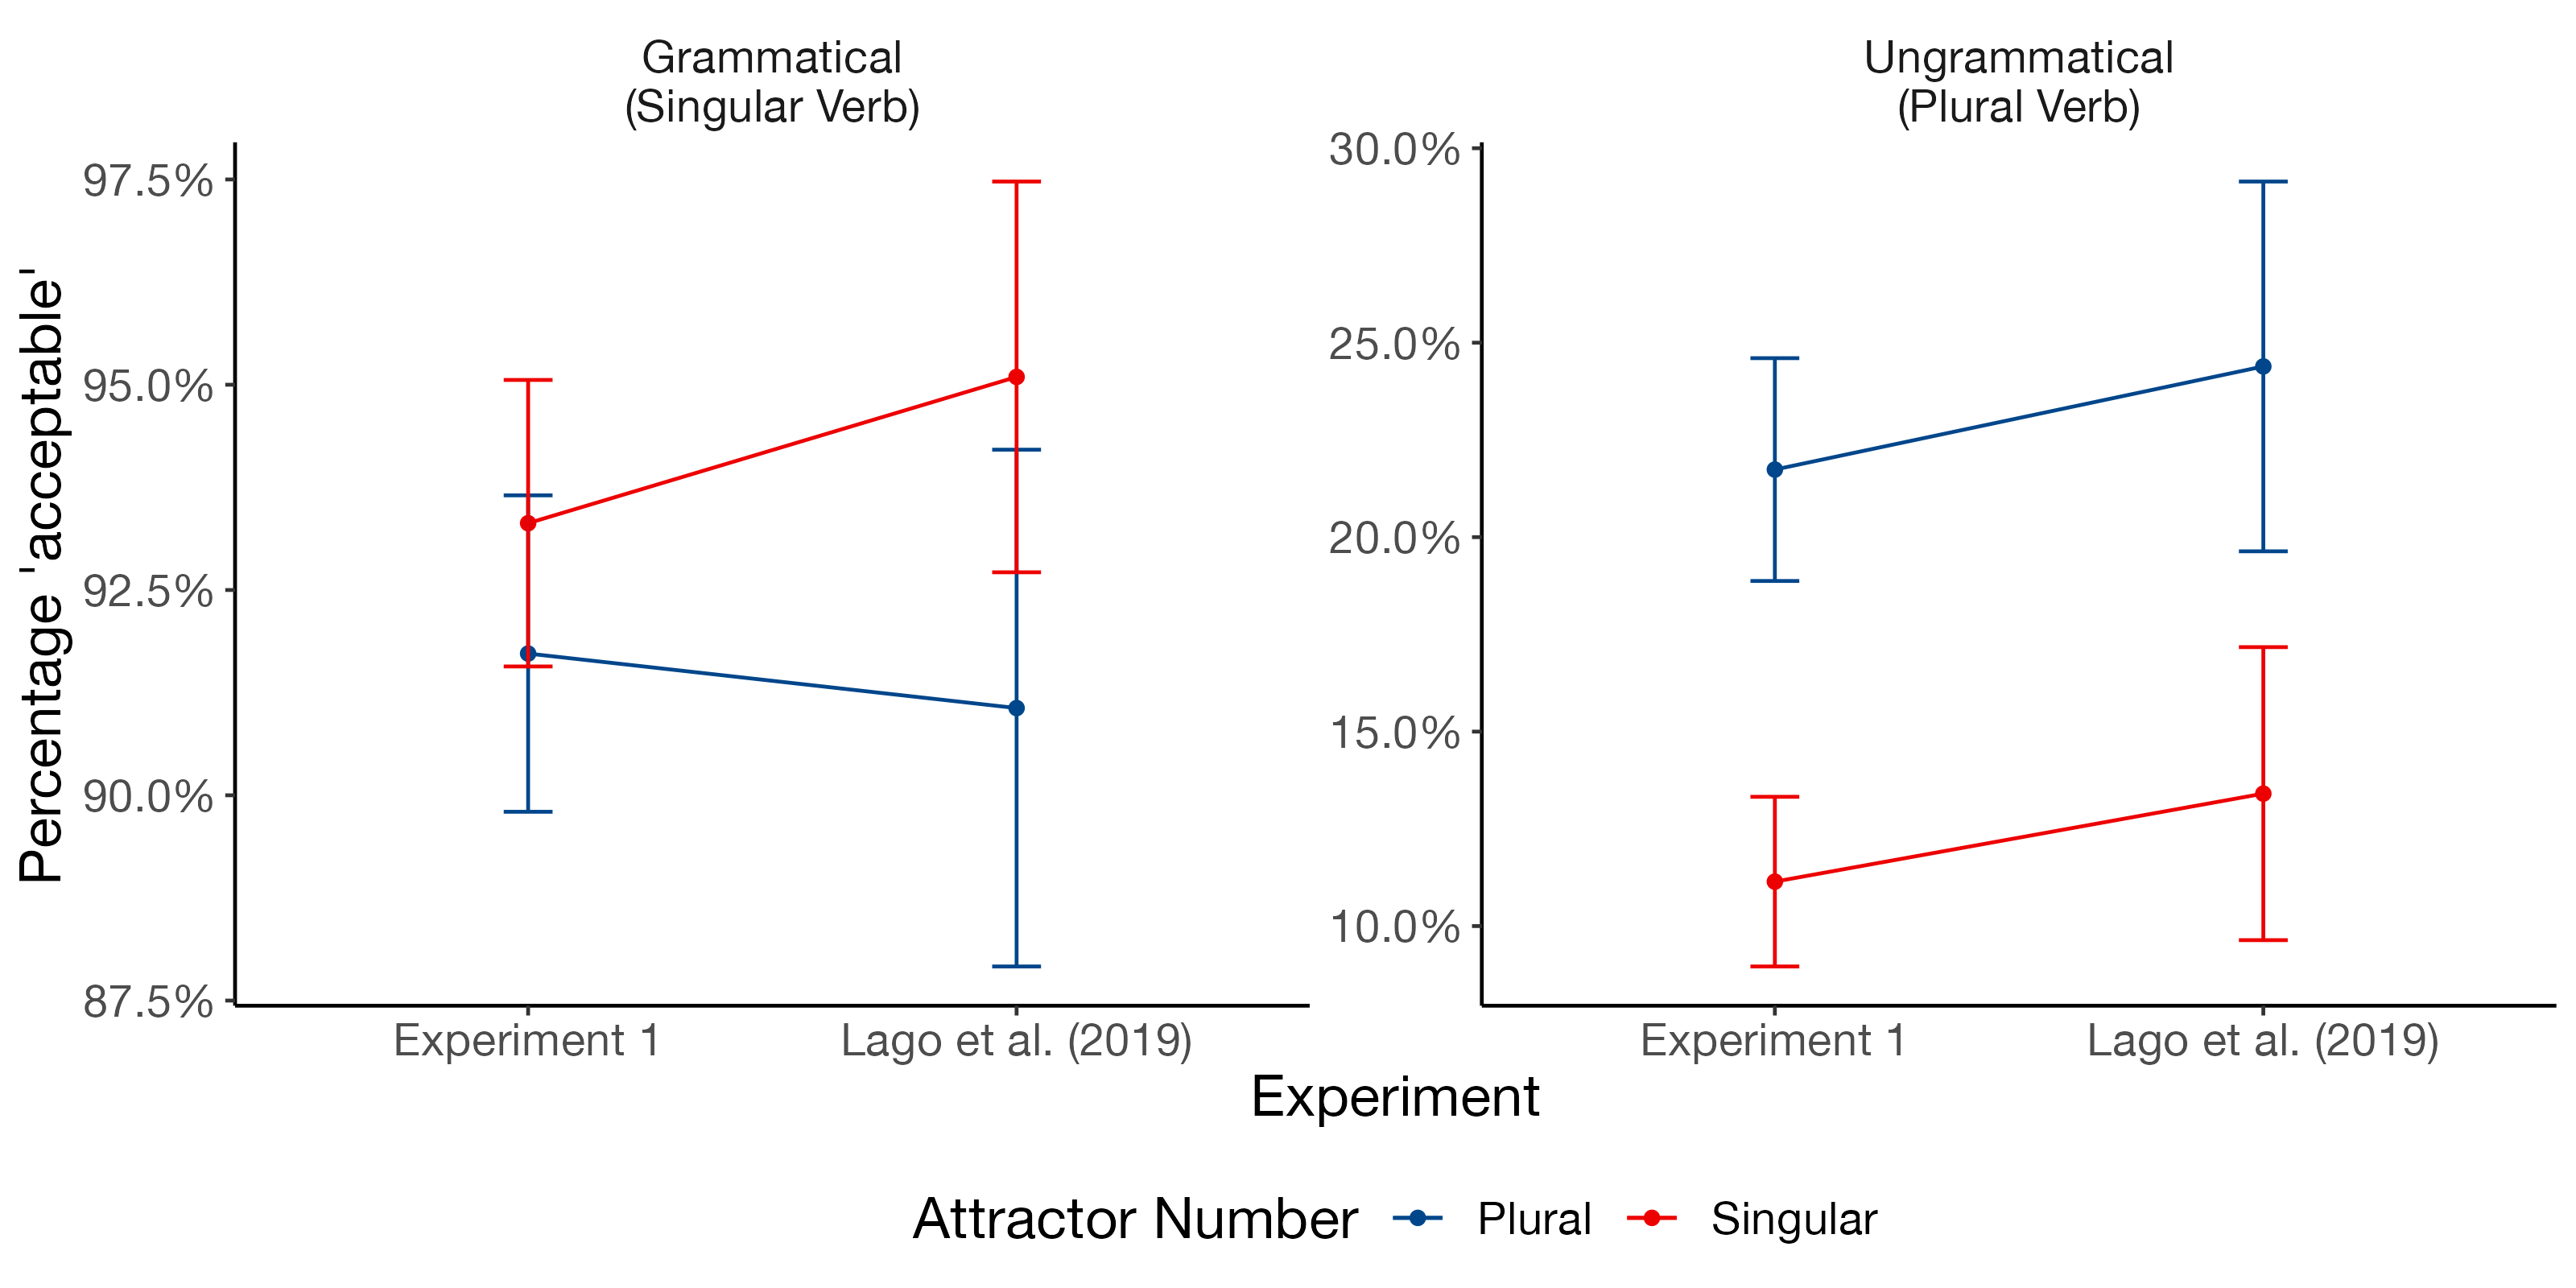 Grammatical
(Singular Verb)
Ungrammatical
(Plural Verb)
Percentage 'acceptable'
97.5%
95.0%
92.5%
90.0%
87.5%
30.0%
25.0%
20.0%
15.0%
10.0%
Experiment 1
Lago et al. (2019)
Experiment 1
Lago et al. (2019)
Experiment
Attractor Number Plural Singular